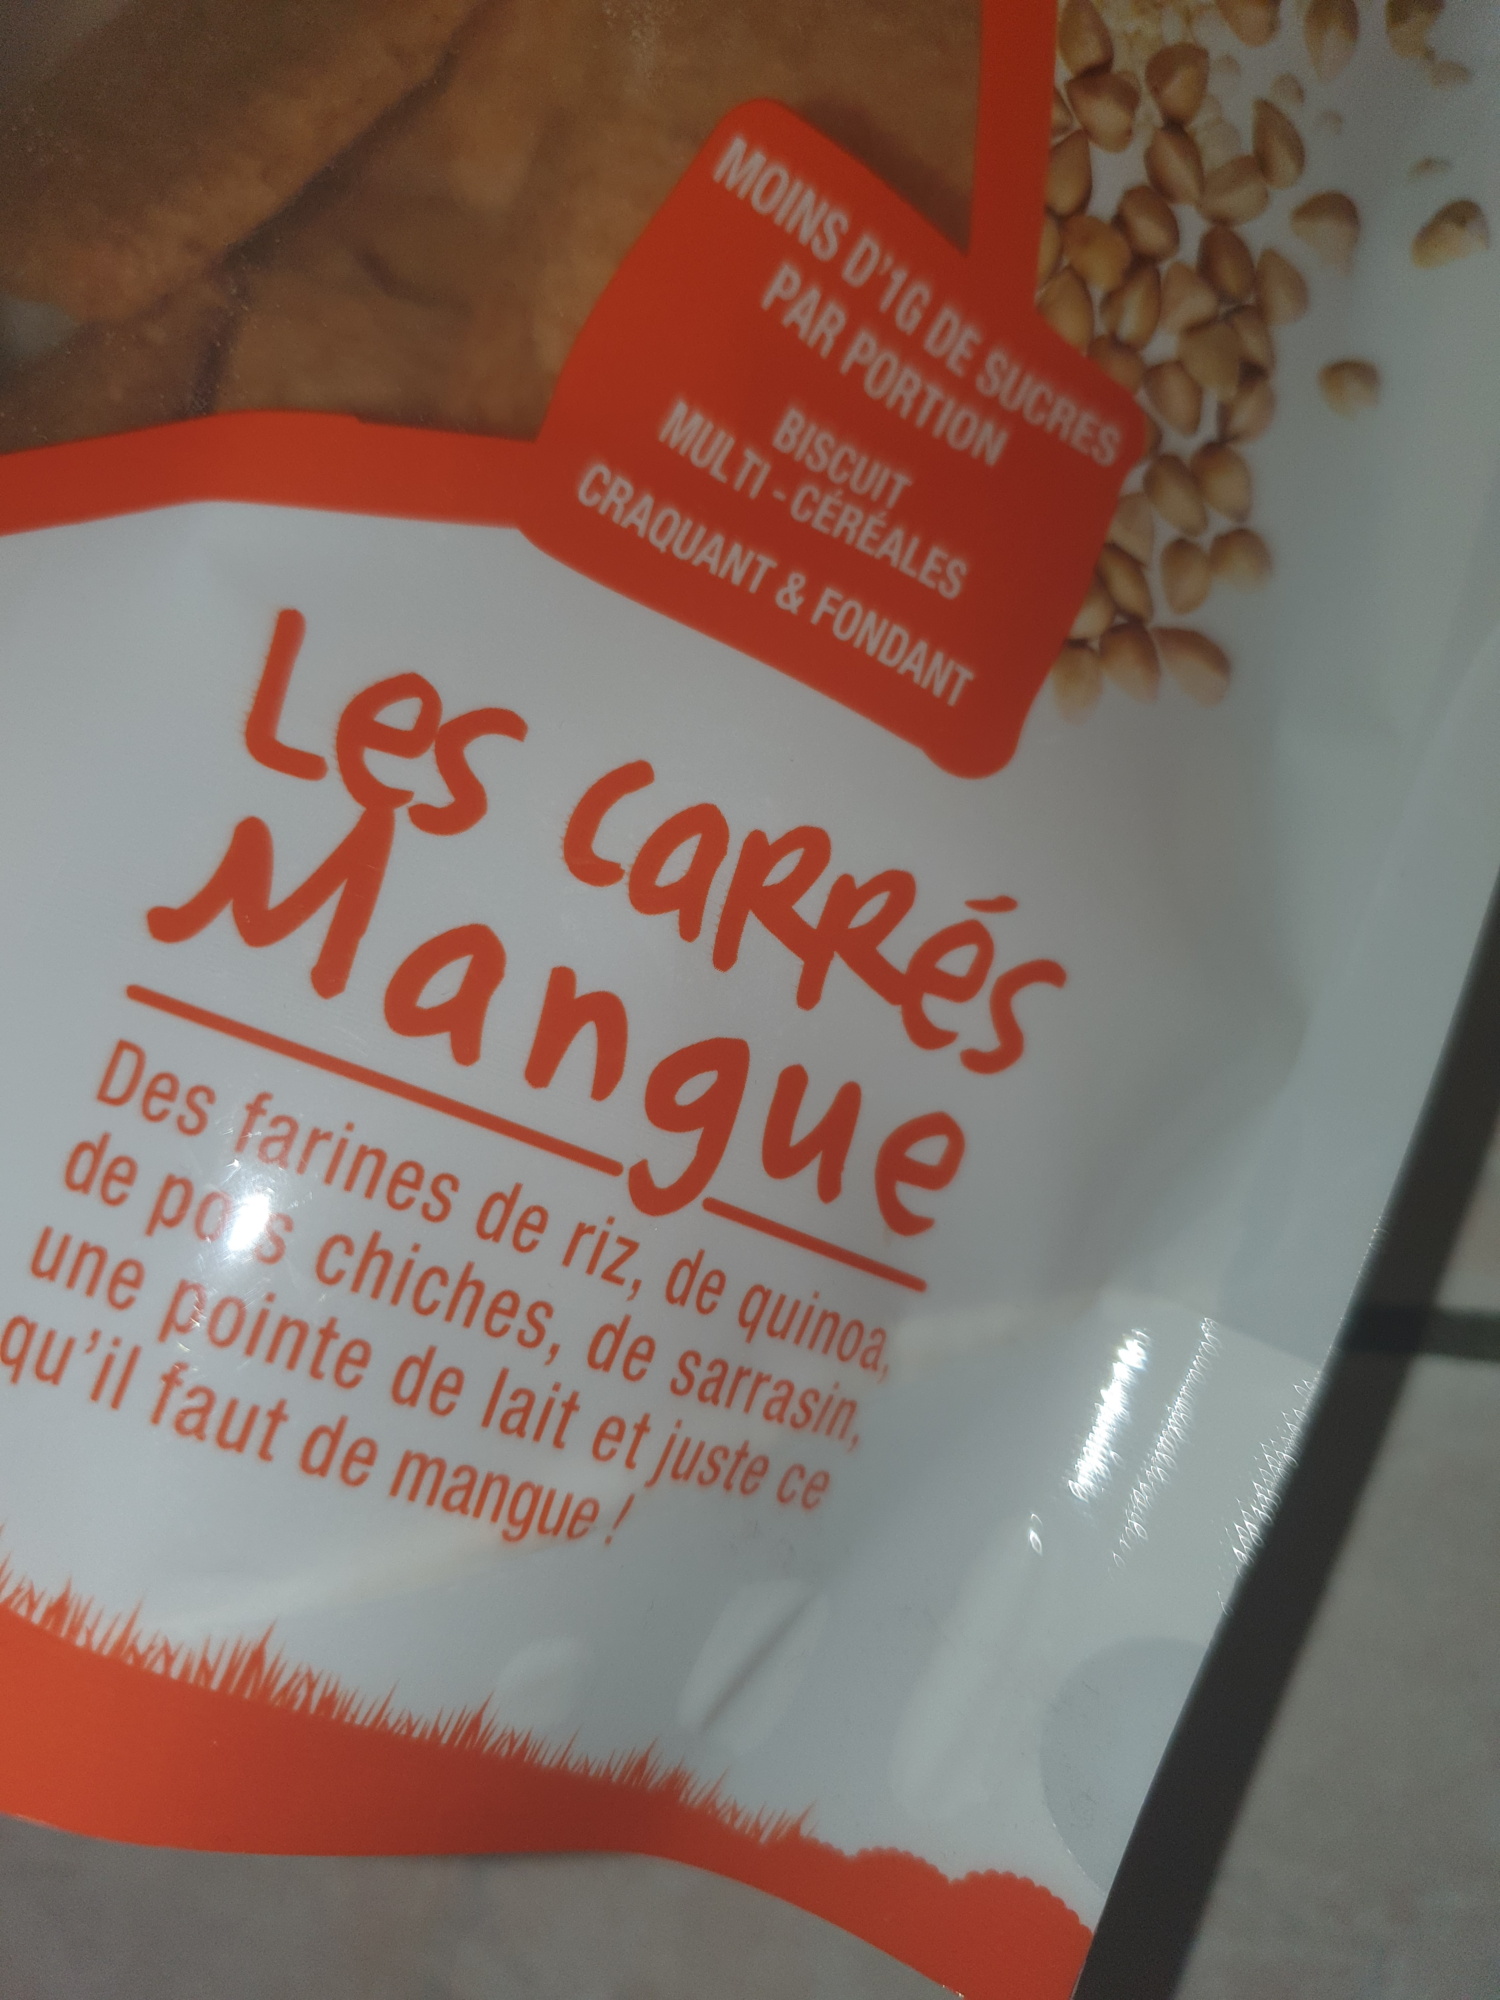 MOINS D'1G DE SUCRES
PAR PORTION
BISCUIT
MULTI - CÉRÉALES
CRAQUANT & FONDANT
Les carrés
Mangue
Des farines de riz, de quinoa,
de pois chiches, de sarrasin,
une pointe de lait et juste ce
qu'il faut de mangue !